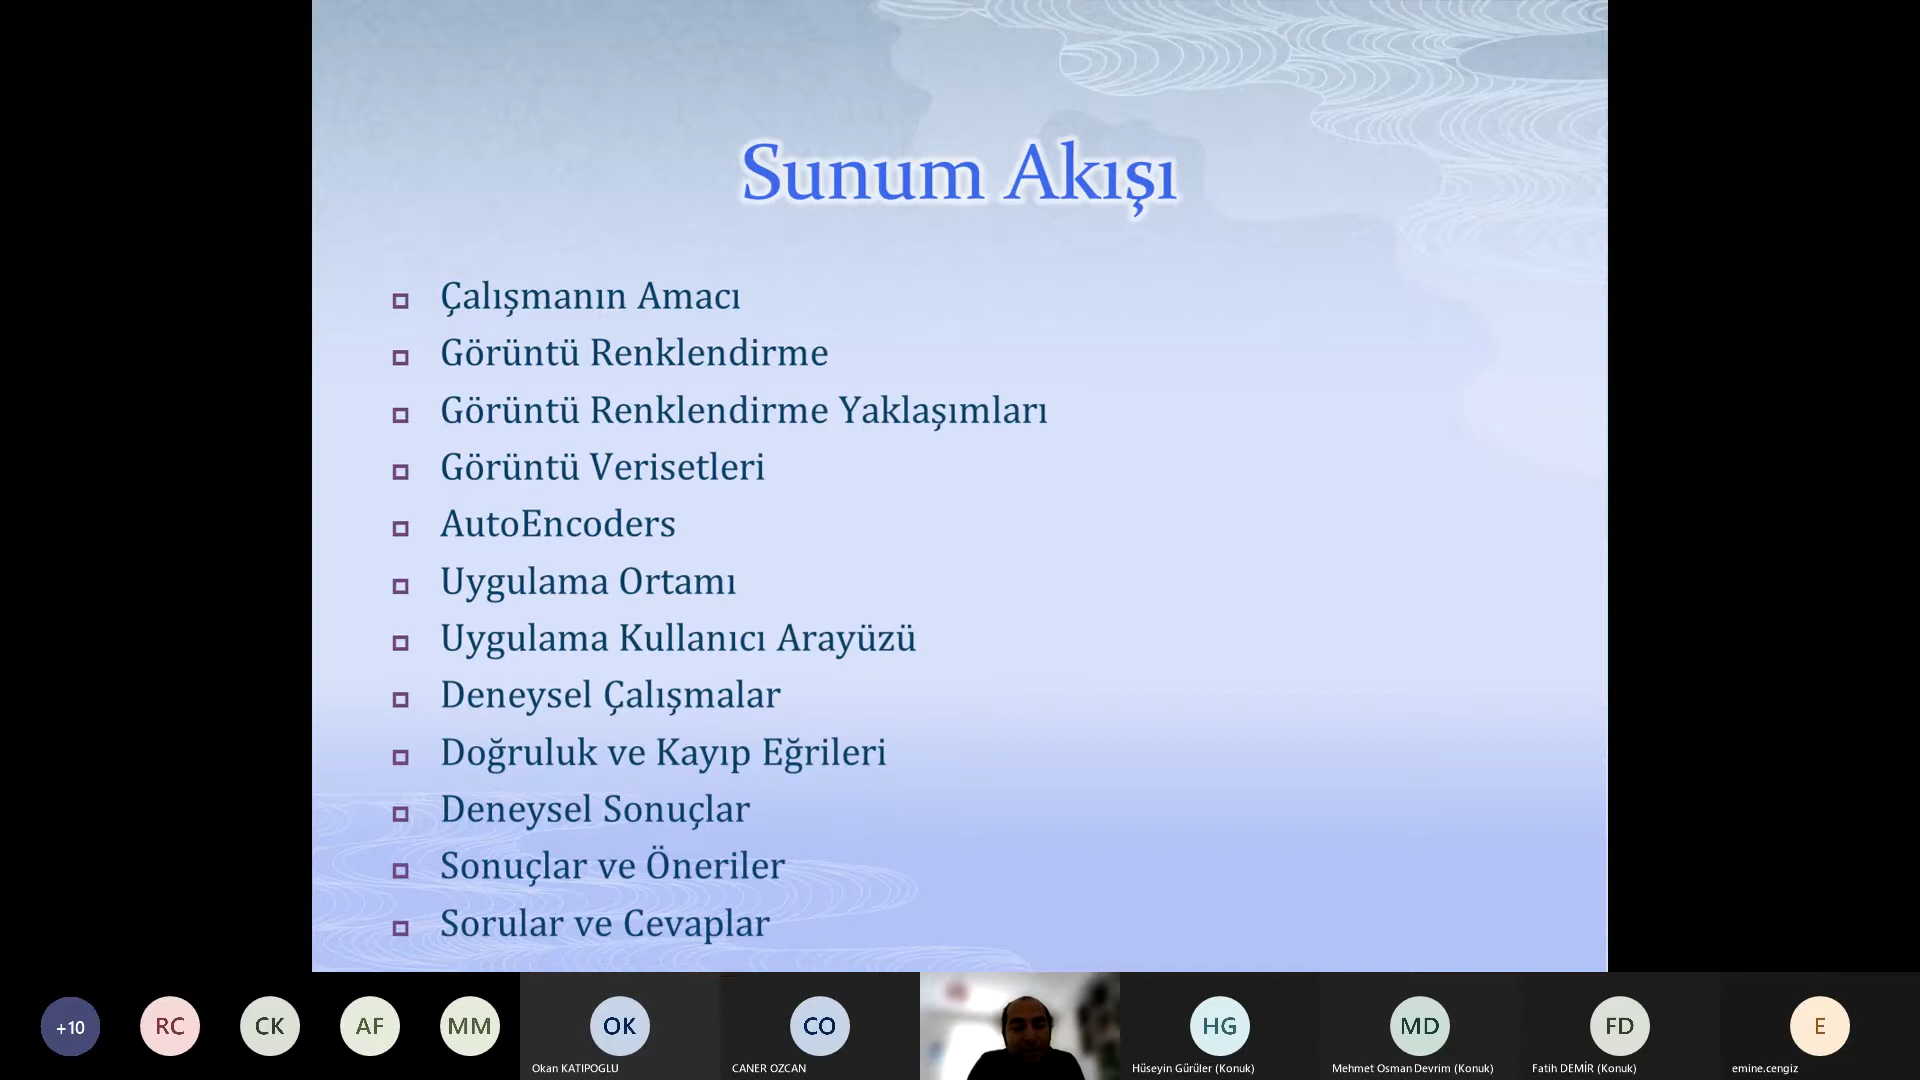 Sunum Akışı
Çalışmanın Amacı
Görüntü Renklendirme
Görüntü Renklendirme Yaklaşımları
Görüntü Verisetleri
AutoEncoders
Uygulama Ortamı
Uygulama Kullanıcı Arayüzü
Deneysel Çalışmalar
Doğruluk ve Kayıp Eğrileri
Deneysel Sonuçlar
Sonuçlar ve Öneriler
Sorular ve Cevaplar
+10
RC
CK
AF
MM
OK
Okan KATIPOGLU
CO
CANER OZCAN
HG
Hüseyin Gürüler (Konuk)
MD
Mehmet Osman Devrim (Konuk)
FD
Fatih DEMİR (Konuk)
E
emine.cengiz